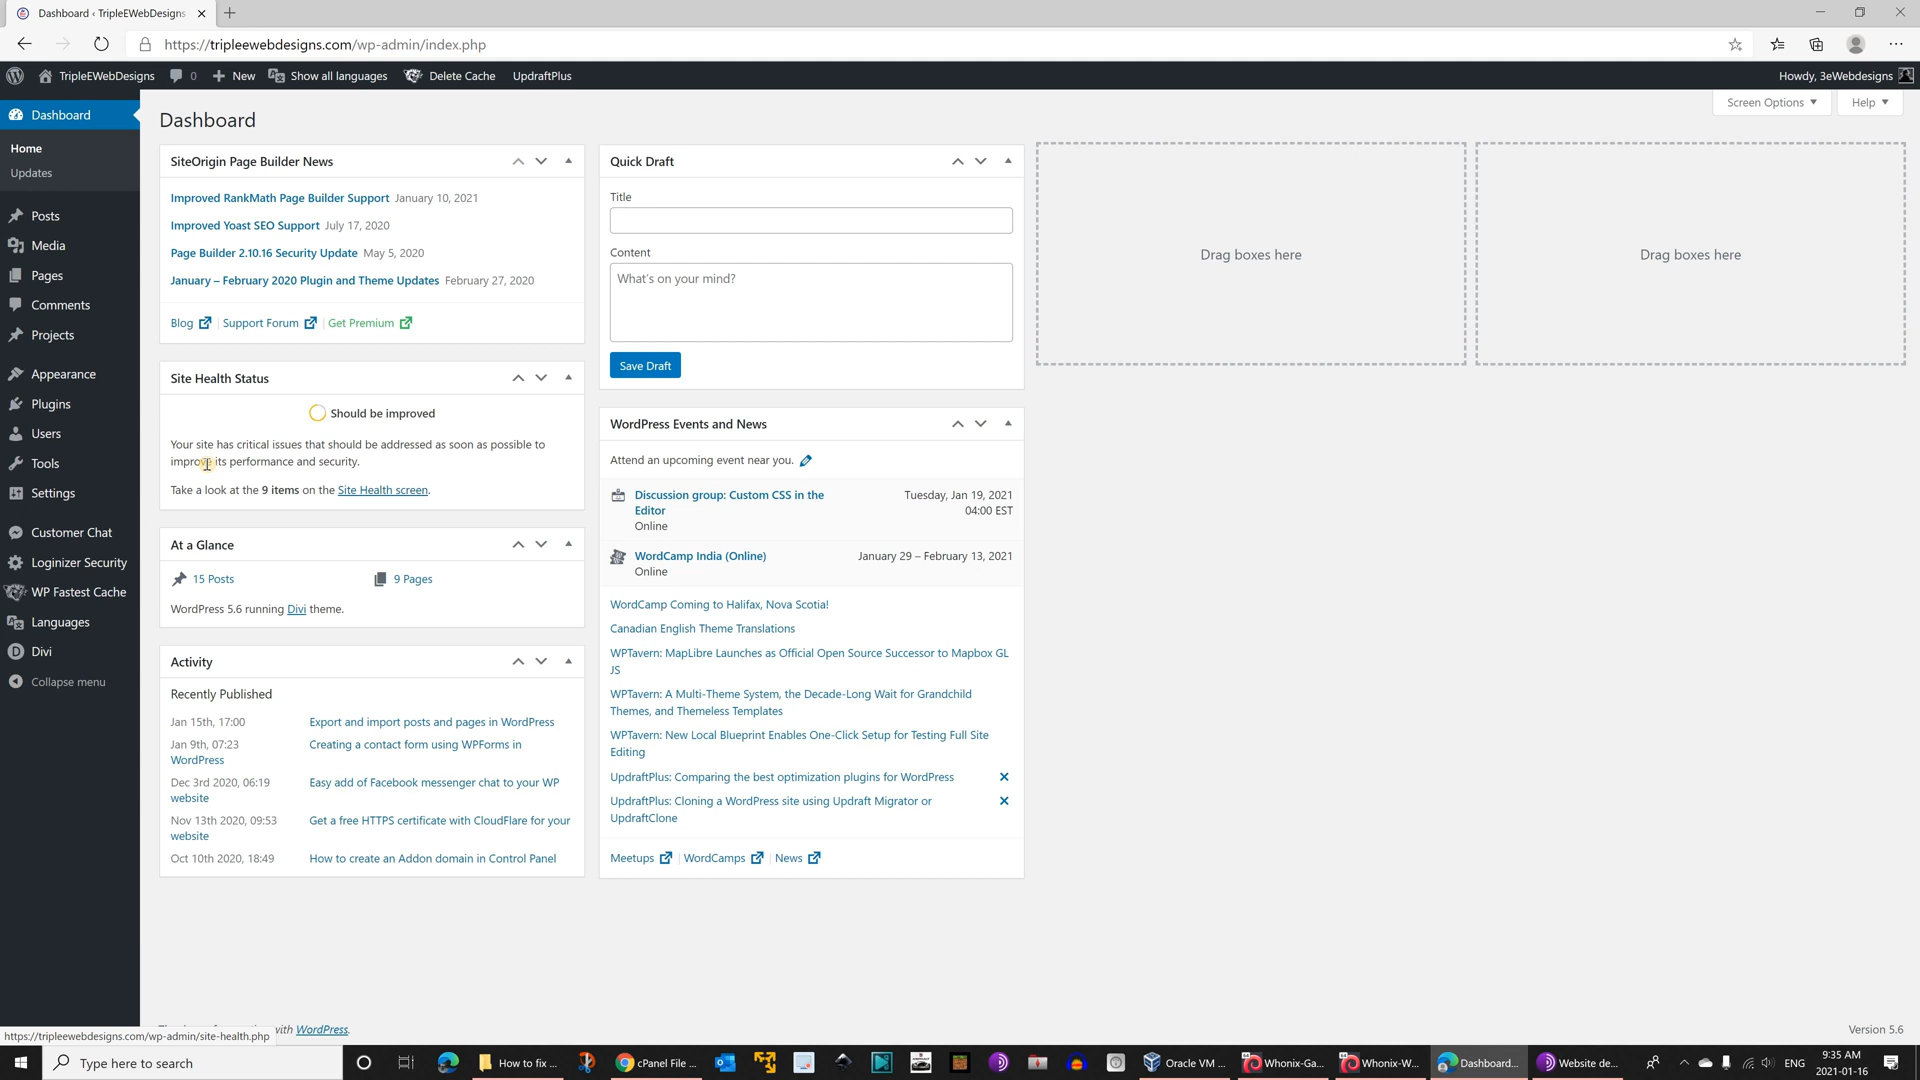 Dashboard ‹ TripleEWebDesigns
https://tripleewebdesigns.com/wp-admin/index.php
TripleEWebDesigns 0 New Show all languages Delete Cache UpdraftPlus Howdy, 3eWebdesigns
Screen Options Help
Dashboard
Home
Updates
Posts
Media
Pages
Comments
Projects
Appearance
Plugins
Users
Tools
Settings
Customer Chat
Loginizer Security
WP Fastest Cache
Languages
Divi
Collapse menu
Dashboard
SiteOrigin Page Builder News
Improved RankMath Page Builder Support January 10, 2021
Improved Yoast SEO Support July 17, 2020
Page Builder 2.10.16 Security Update May 5, 2020
January – February 2020 Plugin and Theme Updates February 27, 2020
Blog Support Forum Get Premium
Site Health Status
Should be improved
Your site has critical issues that should be addressed as soon as possible to
improve its performance and security.
Take a look at the 9 items on the Site Health screen.
At a Glance
15 Posts 9 Pages
WordPress 5.6 running Divi theme.
Activity
Recently Published
Jan 15th, 17:00 Export and import posts and pages in WordPress
Jan 9th, 07:23 Creating a contact form using WPForms in
WordPress
Dec 3rd 2020, 06:19 Easy add of Facebook messenger chat to your WP
website
Nov 13th 2020, 09:53 Get a free HTTPS certificate with CloudFlare for your
website
Oct 10th 2020, 18:49 How to create an Addon domain in Control Panel
Quick Draft
Title
Content
What's on your mind?
Save Draft
WordPress Events and News
Attend an upcoming event near you.
Discussion group: Custom CSS in the Tuesday, Jan 19, 2021
Editor 04:00 EST
Online
WordCamp India (Online) January 29 – February 13, 2021
Online
WordCamp Coming to Halifax, Nova Scotia!
Canadian English Theme Translations
WPTavern: MapLibre Launches as Official Open Source Successor to Mapbox GL
JS
WPTavern: A Multi-Theme System, the Decade-Long Wait for Grandchild
Themes, and Themeless Templates
WPTavern: New Local Blueprint Enables One-Click Setup for Testing Full Site
Editing
UpdraftPlus: Comparing the best optimization plugins for WordPress
UpdraftPlus: Cloning a WordPress site using Updraft Migrator or
UpdraftClone
Meetups WordCamps News
Drag boxes here
Drag boxes here
with WordPress.
Version 5.6
https://tripleewebdesigns.com/wp-admin/site-health.php
Type here to search
How to fix ...
cPanel File ...
Oracle VM ...
Whonix-Ga...
Whonix-W...
Dashboard...
Website de...
ENG
9:35 AM
2021-01-16